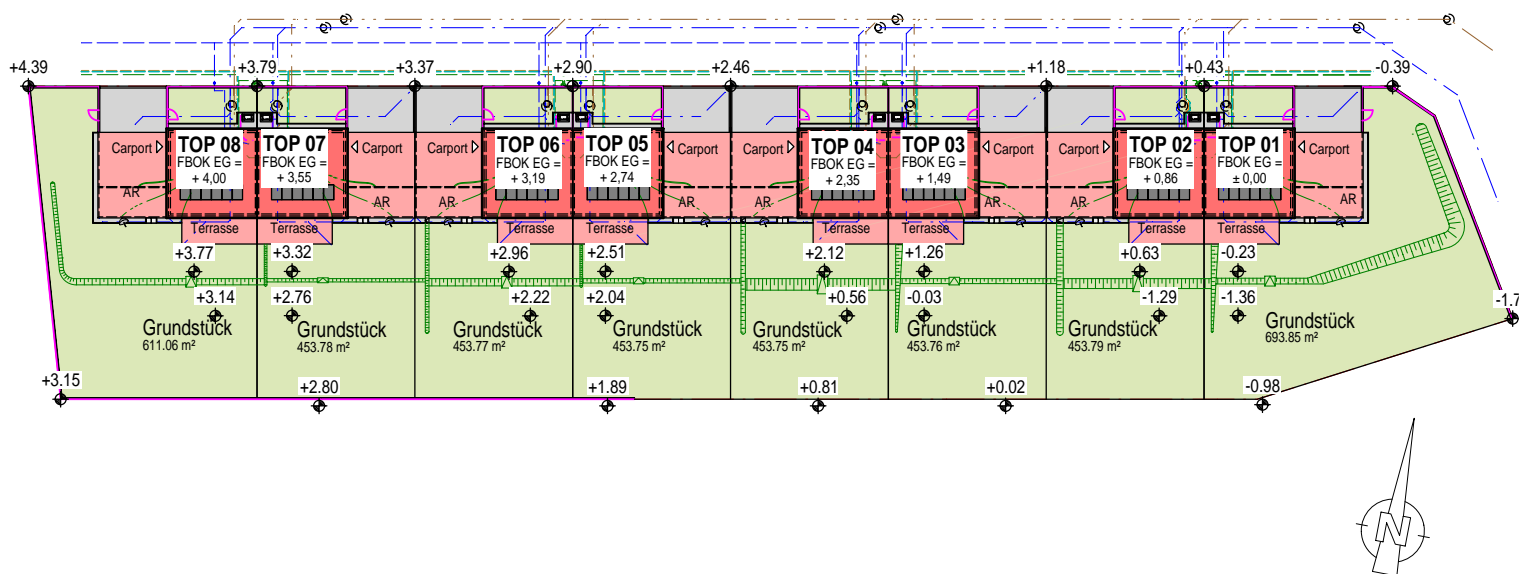 +4.39
+3.79
+3.37
+2.90
+2.46
+1.18
+0.43
-0.39
TOP 08
FBOK EG =
+ 4,00
TOP 07
FBOK EG =
+ 3,55
TOP 06
FBOK EG =
+ 3,19
TOP 05
FBOK EG =
+ 2,74
TOP 04
FBOK EG =
+ 2,35
TOP 03
FBOK EG =
+ 1,49
TOP 02
FBOK EG =
+ 0,86
TOP 01
FBOK EG =
± 0,00
Carport
Carport
Carport
Carport
Carport
Carport
Carport
Carport
AR
AR
AR
AR
AR
AR
AR
AR
Terrasse
Terrasse
Terrasse
Terrasse
Terrasse
Terrasse
Terrasse
Terrasse
+3.77
+3.32
+2.96
+2.51
+2.12
+1.26
+0.63
-0.23
+3.14
+2.76
+2.22
+2.04
+0.56
-0.03
-1.29
-1.36
-1.7
Grundstück
611.06 m²
Grundstück
453.78 m²
Grundstück
453.77 m²
Grundstück
453.75 m²
Grundstück
453.75 m²
Grundstück
453.76 m²
Grundstück
453.79 m²
Grundstück
693.85 m²
+3.15
+2.80
+1.89
+0.81
+0.02
-0.98
N